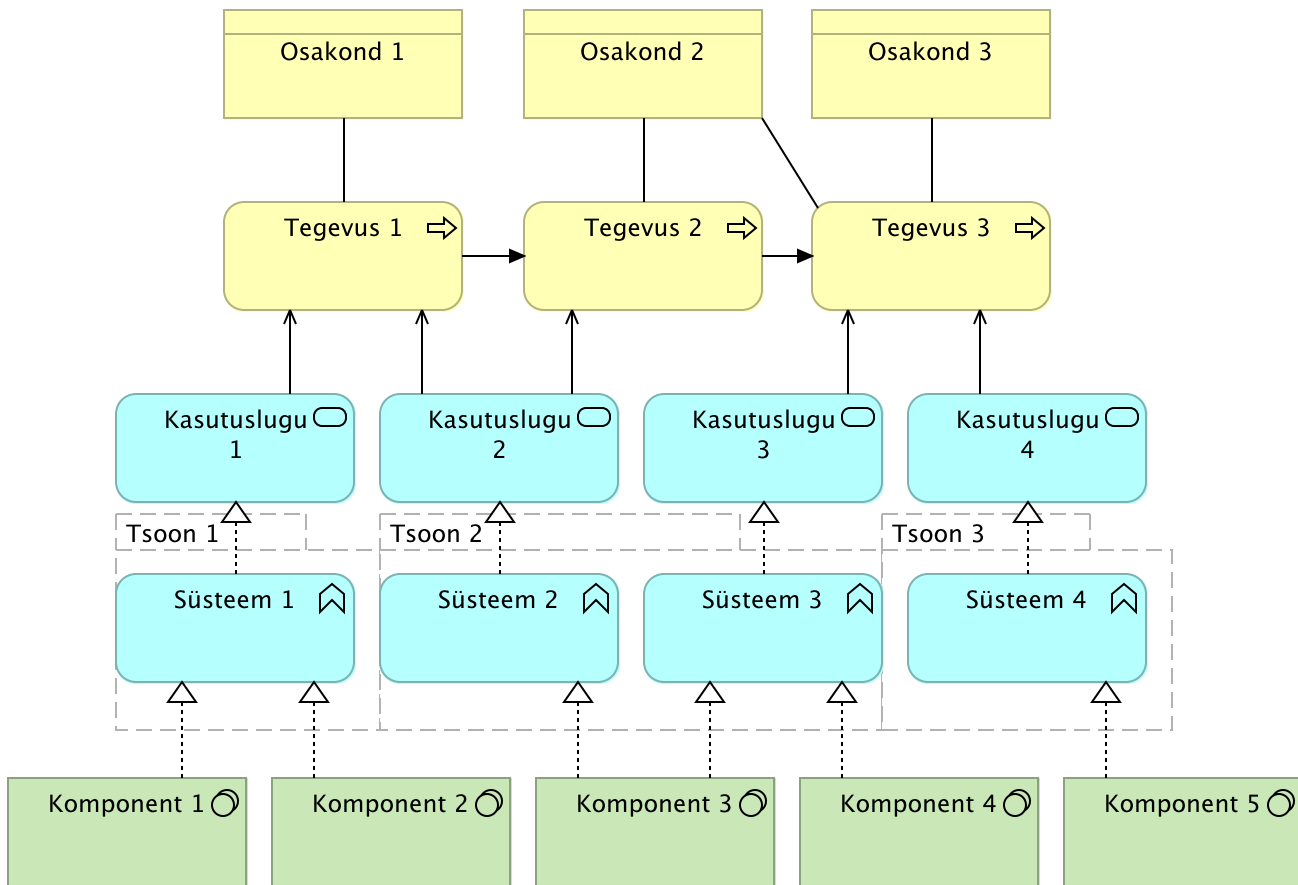 Osakond 1
Osakond 2
Osakond 3
Tegevus 1
Tegevus 2
Tegevus 3
Kasutuslugu
1
Kasutuslugu
2
Kasutuslugu
3
Kasutuslugu
4
Tsoon 1
Tsoon 2
Tsoon 3
Süsteem 1
Süsteem 2
Süsteem 3
Süsteem 4
Komponent 1
Komponent 2
Komponent 3
Komponent 4
Komponent 5